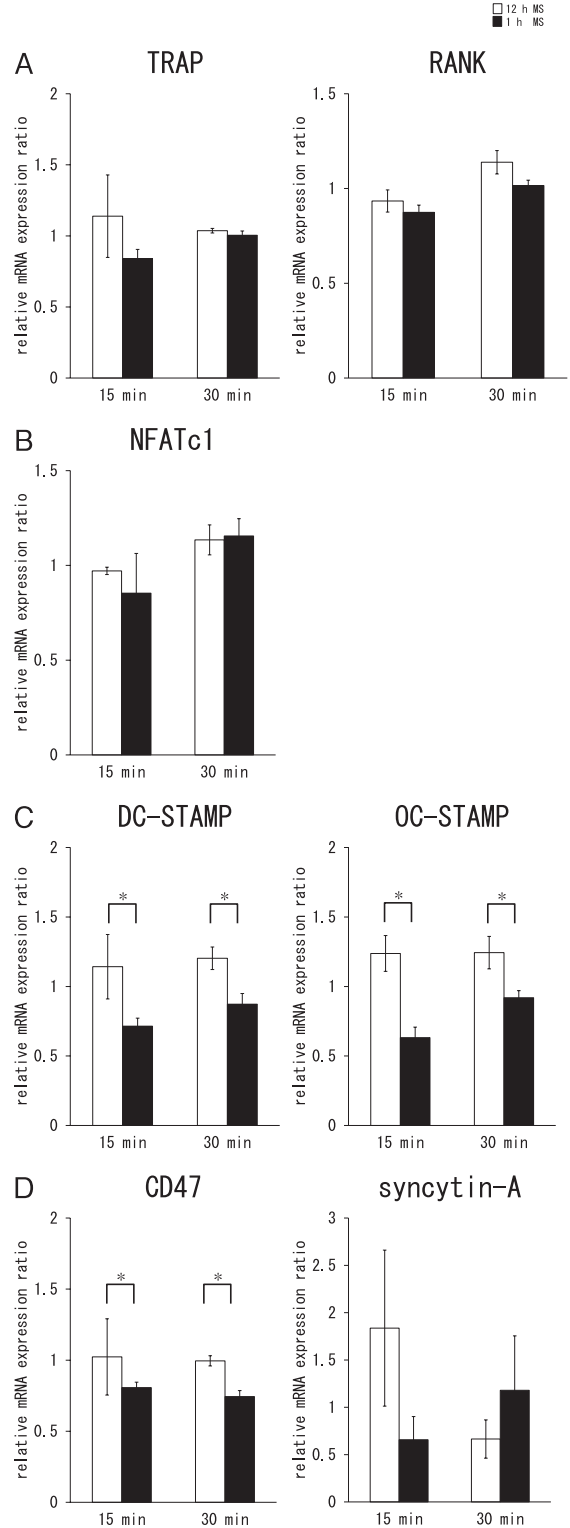 12 h MS
1 h MS
A
TRAP
RANK
relative mRNA expression ratio
2
1.5
1
0.5
0
15 min
30 min
relative mRNA expression ratio
1.5
1
0.5
0
15 min
30 min
B
NFATc1
relative mRNA expression ratio
1.5
1
0.5
0
15 min
30 min
C
DC-STAMP
OC-STAMP
relative mRNA expression ratio
2
1.5
1
0.5
0
*
*
15 min
30 min
relative mRNA expression ratio
2
1.5
1
0.5
0
*
*
15 min
30 min
D
CD47
syncytin-A
relative mRNA expression ratio
2
1.5
1
0.5
0
*
*
15 min
30 min
relative mRNA expression ratio
3
2.5
2
1.5
1
0.5
0
15 min
30 min